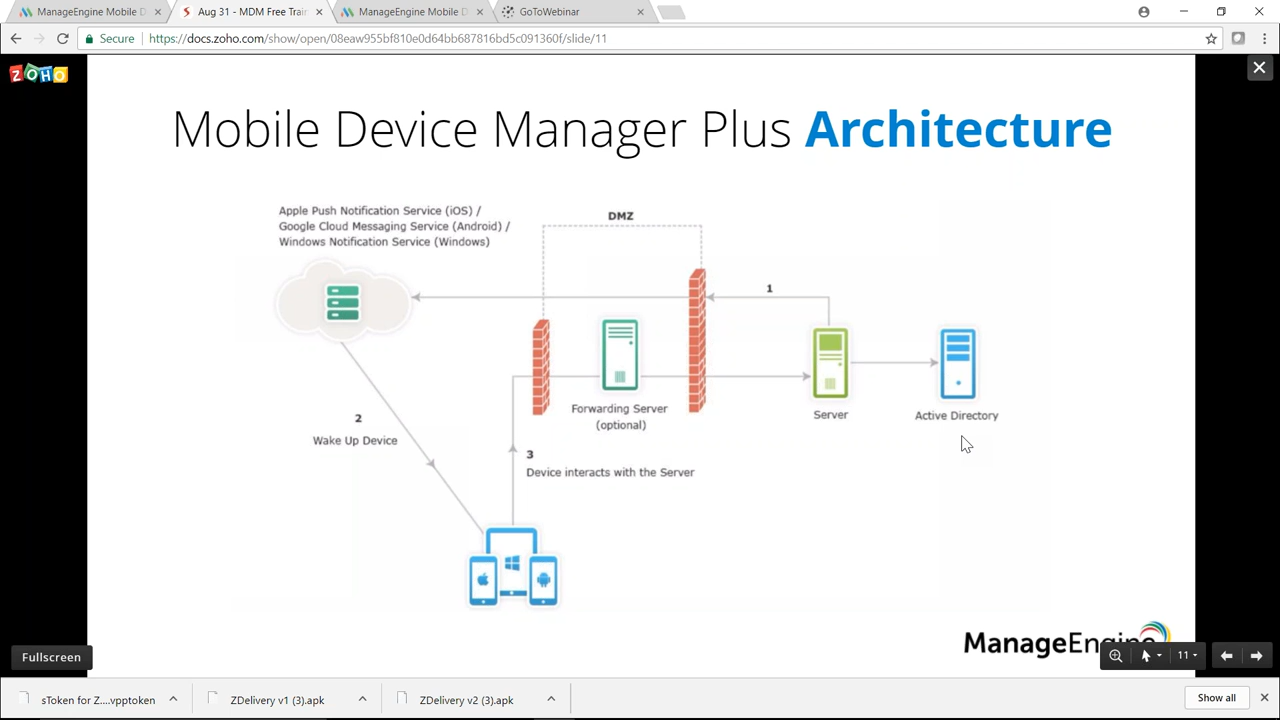 ManageEngine Mobile D
Aug 31 - MDM Free Train
ManageEngine Mobile D
GoToWebinar
Secure
https://docs.zoho.com/show/open/08eaw955bf810e0d64bb687816bd5c091360f/slide/11
ZOHO
Mobile Device Manager Plus Architecture
Apple Push Notification Service (iOS) /
Google Cloud Messaging Service (Android) /
Windows Notification Service (Windows)
DMZ
1
Forwarding Server
(optional)
Server
Active Directory
2
Wake Up Device
3
Device interacts with the Server
ManageEngine
Fullscreen
11
sToken for Z....vpptoken
ZDelivery v1 (3).apk
ZDelivery v2 (3).apk
Show all